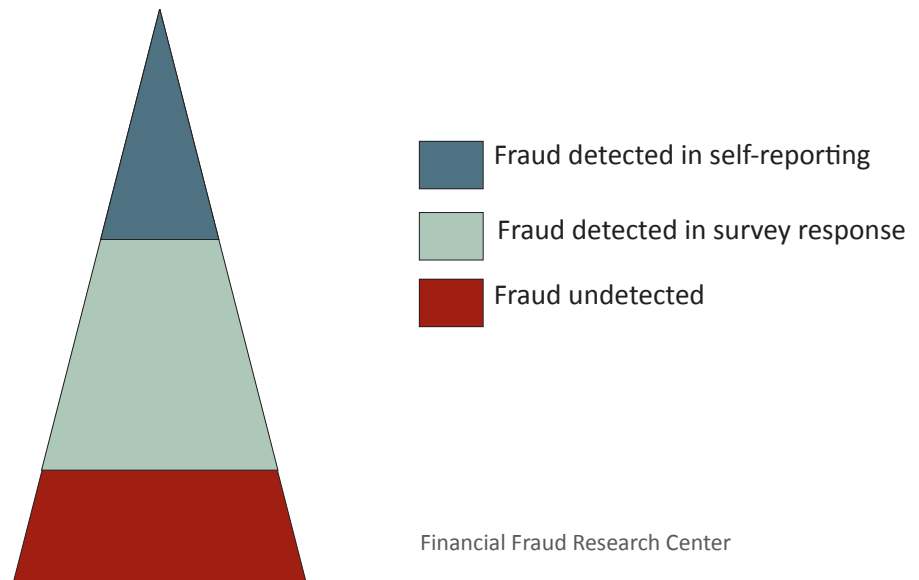 Fraud detected in self-reporting
Fraud detected in survey response
Fraud undetected
Financial Fraud Research Center